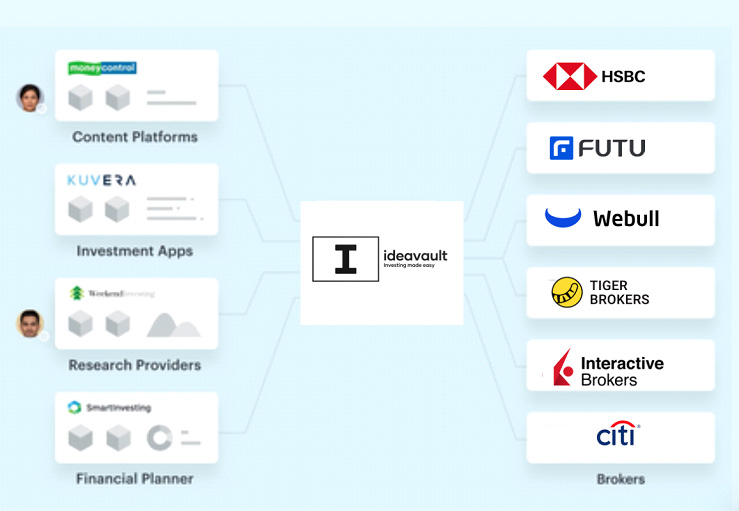 moneycontrol
Content Platforms
KUVERA
Investment Apps
Weekendinvesting
Research Providers
SmartInvesting
Financial Planner
I
ideavault
Investing made easy
HSBC
FUTU
Webull
TIGER
BROKERS
Interactive
Brokers
citi
Brokers